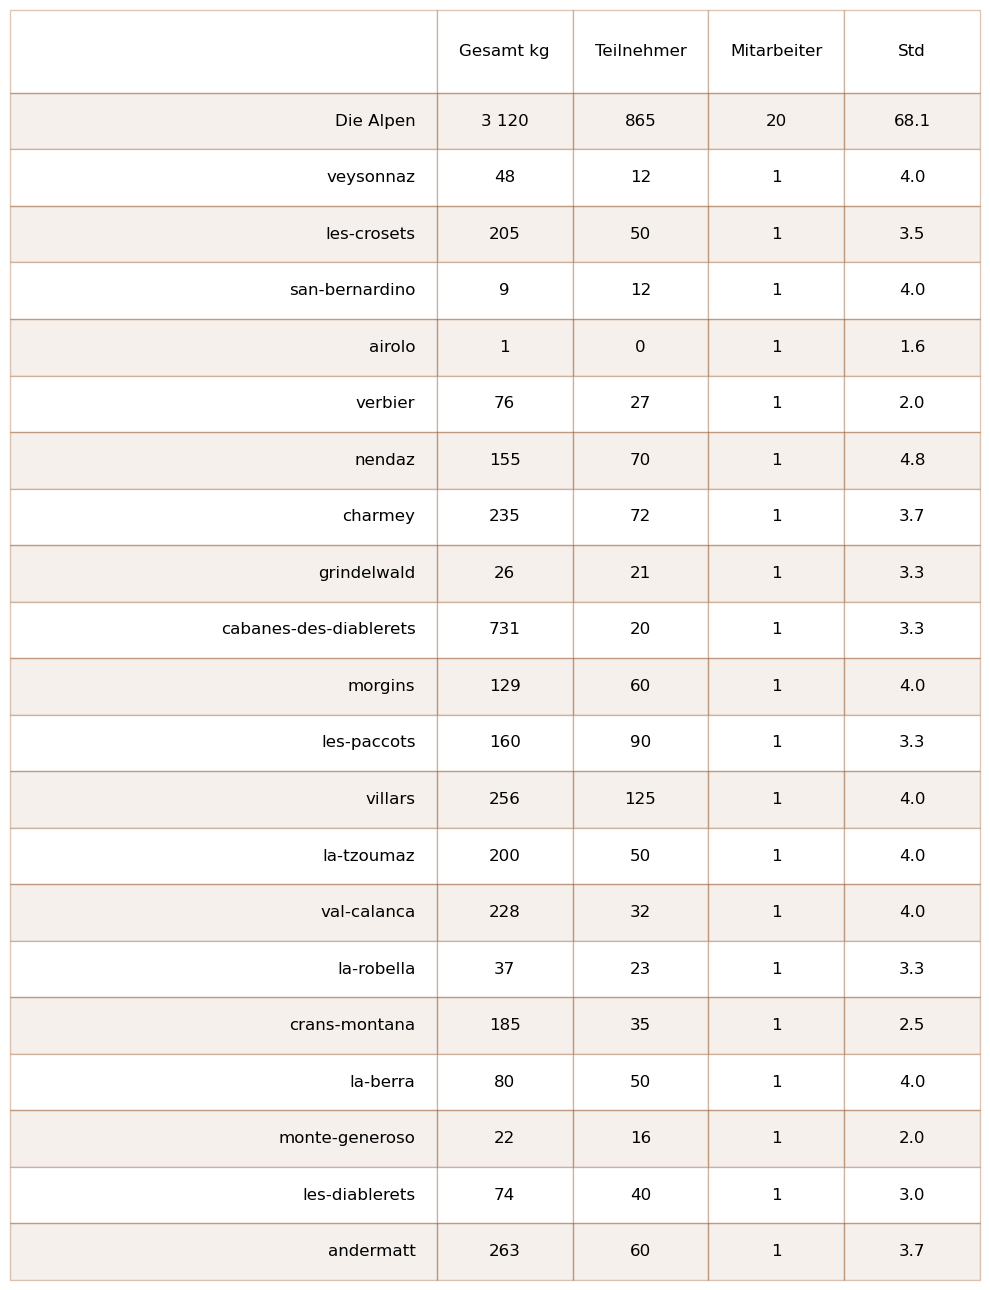 Gesamt kg Teilnehmer Mitarbeiter Std
Die Alpen 3 120 865 20 68.1
veysonnaz 48 12 1 4.0
les-crosets 205 50 1 3.5
san-bernardino 9 12 1 4.0
airolo 1 0 1 1.6
verbier 76 27 1 2.0
nendaz 155 70 1 4.8
charmey 235 72 1 3.7
grindelwald 26 21 1 3.3
cabanes-des-diablerets 731 20 1 3.3
morgins 129 60 1 4.0
les-paccots 160 90 1 3.3
villars 256 125 1 4.0
la-tzoumaz 200 50 1 4.0
val-calanca 228 32 1 4.0
la-robella 37 23 1 3.3
crans-montana 185 35 1 2.5
la-berra 80 50 1 4.0
monte-generoso 22 16 1 2.0
les-diablerets 74 40 1 3.0
andermatt 263 60 1 3.7